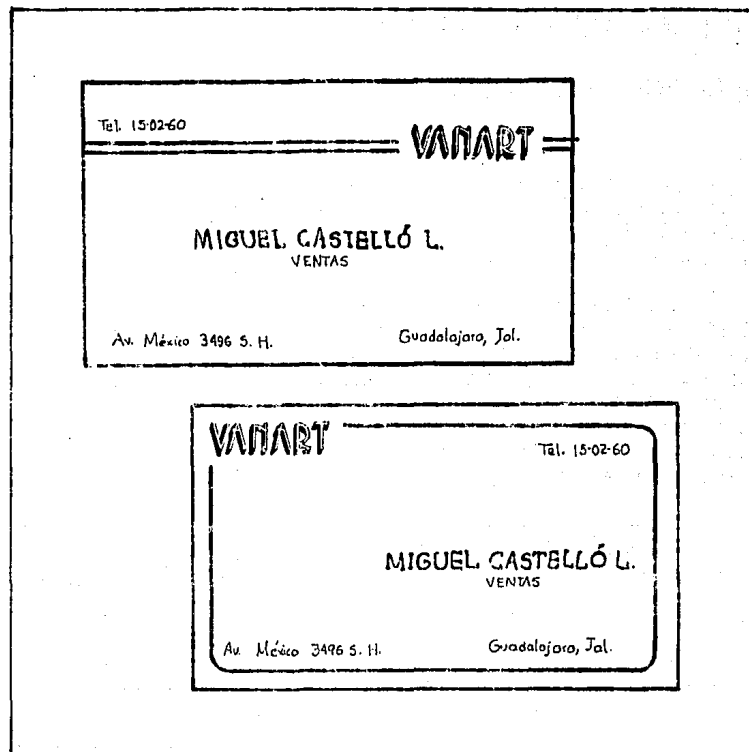 Tel. 15-02-60
VANART
MIGUEL CASTELLÓ L.
VENTAS
Av. México 3496 S. H.
Guadalajara, Jal.
VANART
Tel. 15-02-60
MIGUEL CASTELLÓ L.
VENTAS
Av. México 3496 S. H.
Guadalajara, Jal.